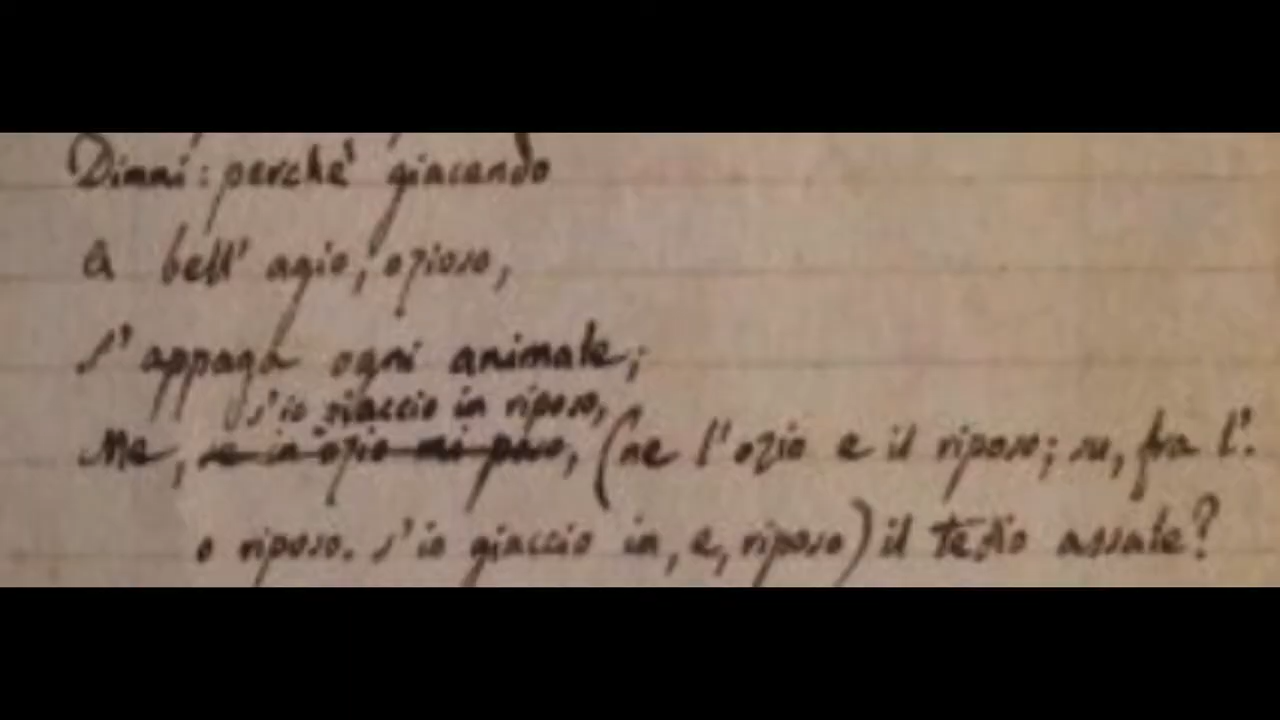 Dimmi: perchè giacendo
A bell' agio, ozioso,
S' appaga ogni animale;
s'io giaccio in riposo,
Me, se in ozio mi poso, (ne l'ozio e il riposo; su, fra l'.
o riposo. s'io giaccio in, e, riposo) il tedio assale?